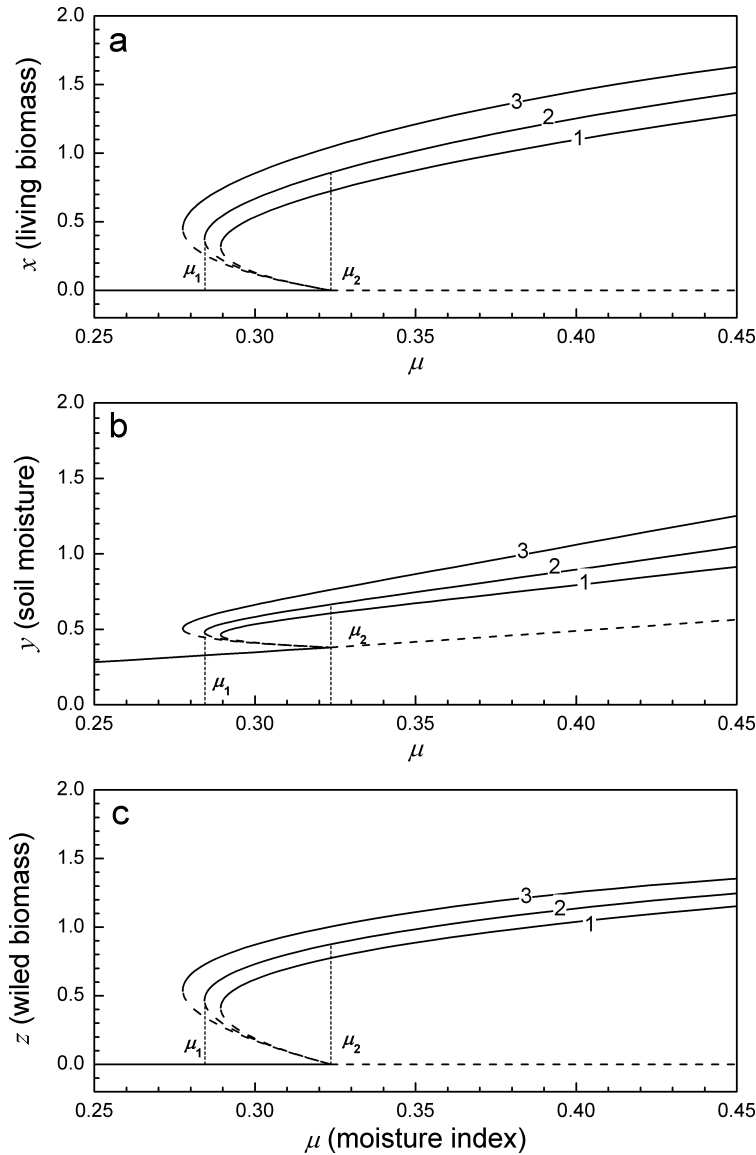 a
x (living biomass)
2.0
1.5
1.0
0.5
0.0
3
2
1
μ1
μ2
0.25 0.30 0.35 0.40 0.45
μ
b
y (soil moisture)
2.0
1.5
1.0
0.5
0.0
3
2
1
μ2
μ1
0.25 0.30 0.35 0.40 0.45
μ
c
z (wiled biomass)
2.0
1.5
1.0
0.5
0.0
3
2
1
μ1
μ2
0.25 0.30 0.35 0.40 0.45
μ (moisture index)